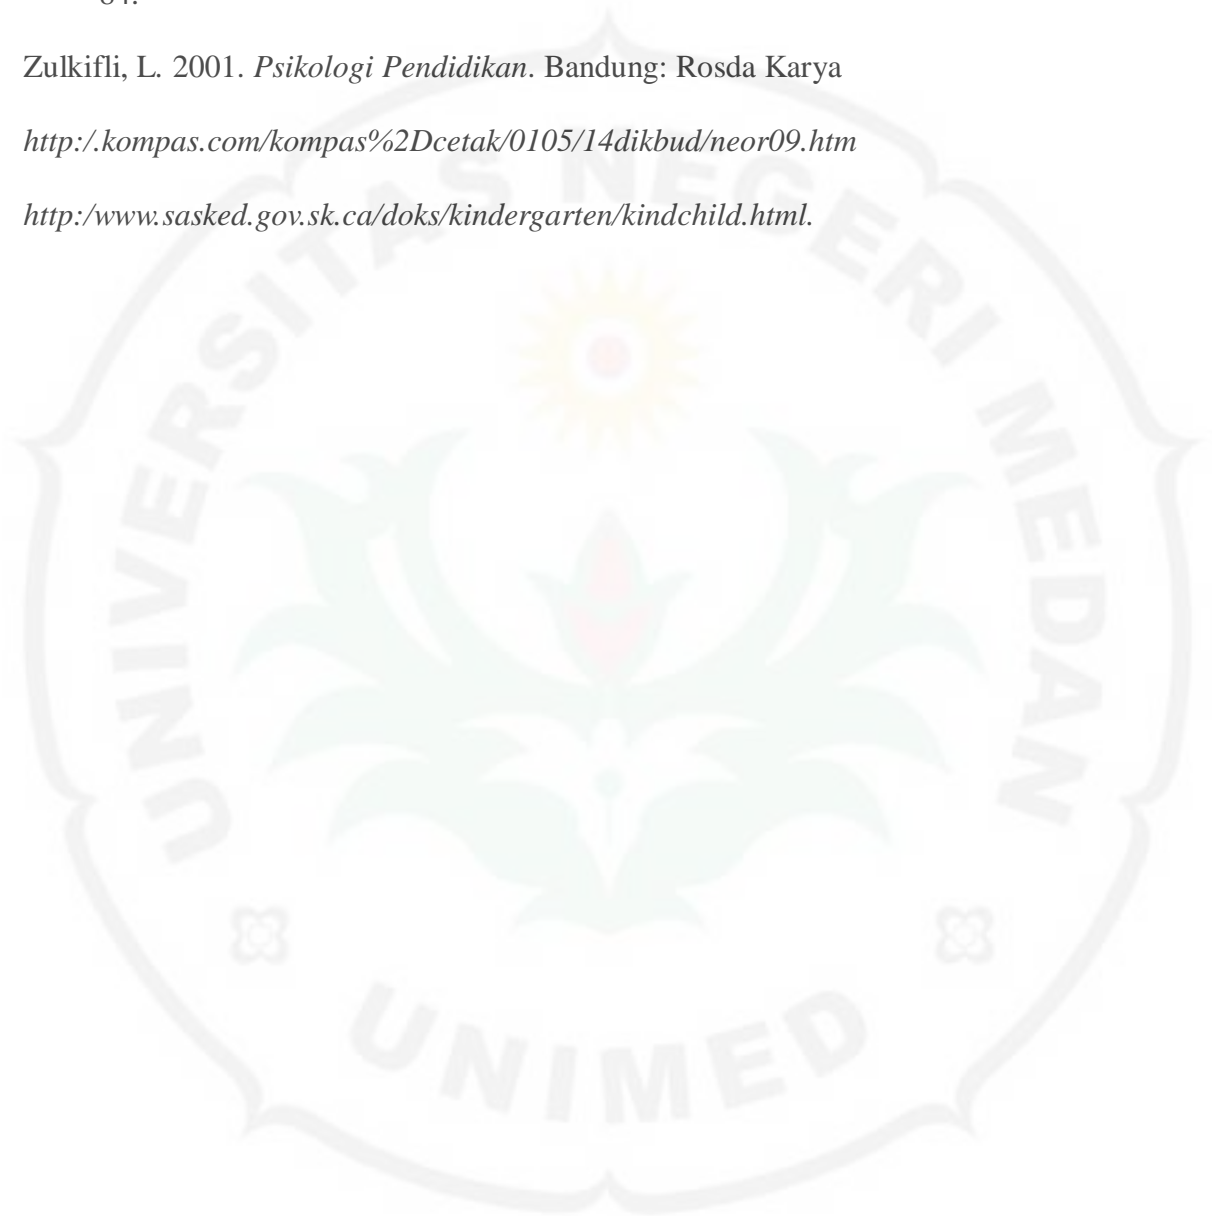 Zulkifli, L. 2001. Psikologi Pendidikan. Bandung: Rosda Karya
http:/.kompas.com/kompas%2Dcetak/0105/14dikbud/neor09.htm
http:/www.sasked.gov.sk.ca/doks/kindergarten/kindchild.html.
UNIVERSITAS NEGERI MEDAN
UNIMED